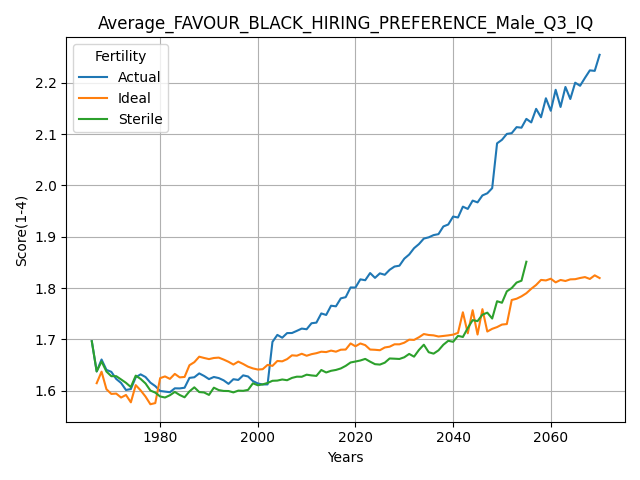 Average_FAVOUR_BLACK_HIRING_PREFERENCE_Male_Q3_IQ
Fertility
Actual
Ideal
Sterile
Score(1-4)
2.2
2.1
2.0
1.9
1.8
1.7
1.6
1980
2000
2020
2040
2060
Years